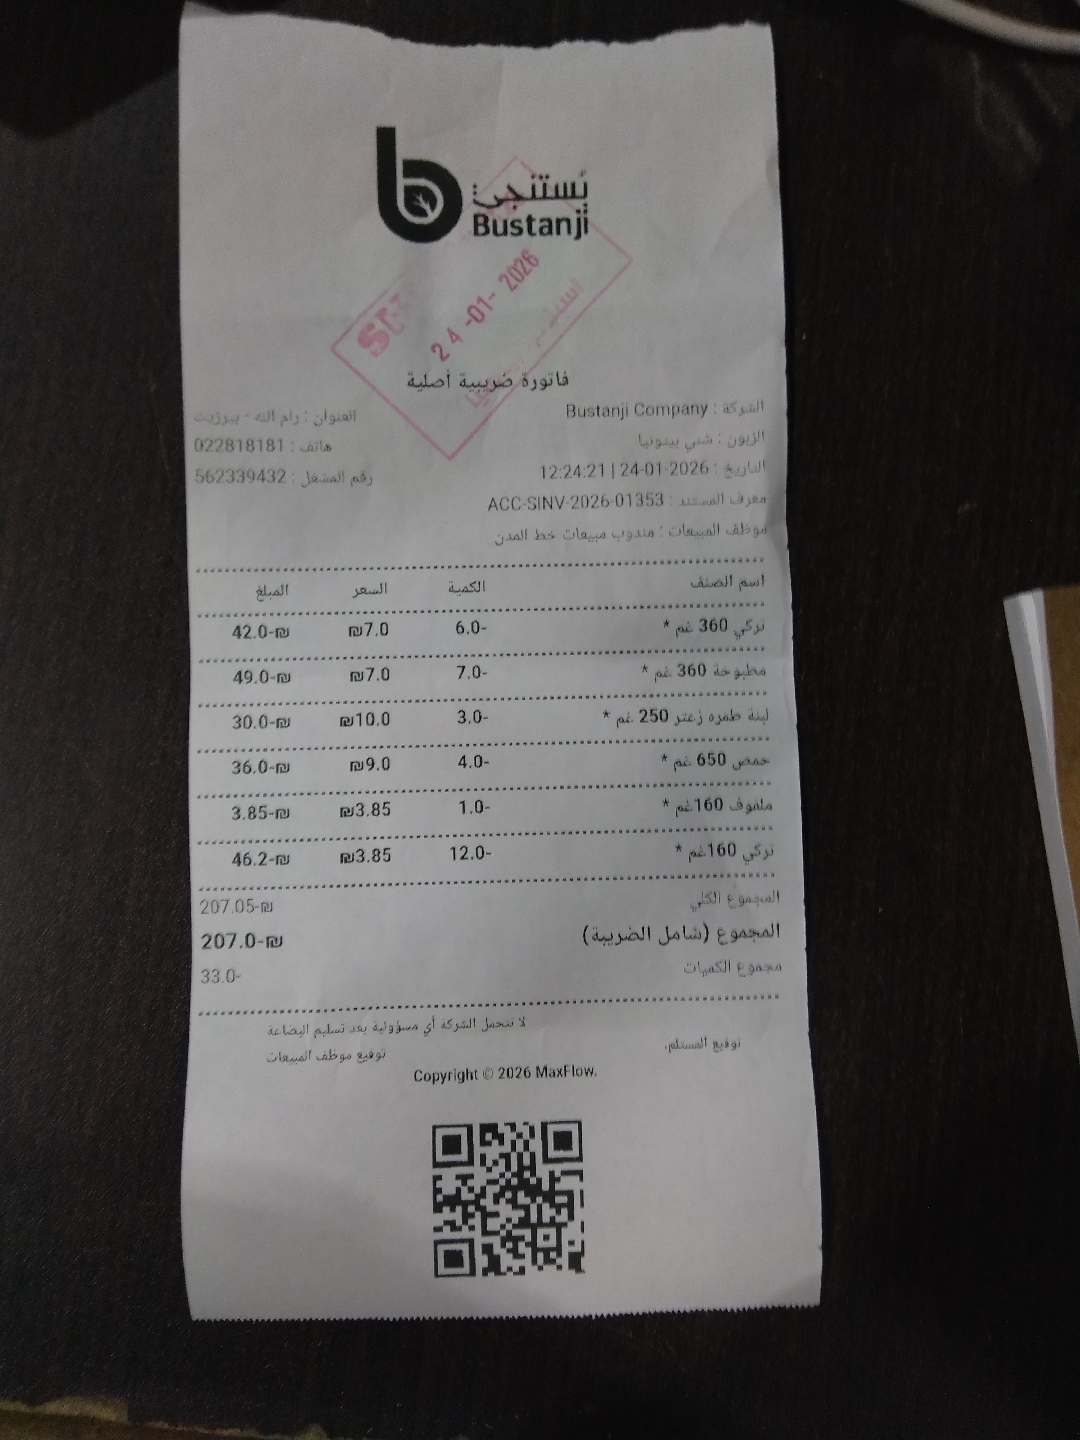 بُستنجي
Bustanji
24-01-2026
فاتورة ضريبية أصلية
الشركة : Bustanji Company
العنوان : رام الله - بيرزيت
الزبون : شني بيتونيا
هاتف : 022818181
التاريخ : 24-01-2026 | 12:24:21
رقم المشغل : 562339432
معرف المستند : ACC-SINV-2026-01353
موظف المبيعات : مندوب مبيعات خط المدن
اسم الصنف الكمية السعر المبلغ
تركي 360 غم * 6.0- ₪7.0 42.0-₪
مطبوخة 360 غم * 7.0- ₪7.0 49.0-₪
لبنة طمره زعتر 250 غم * 3.0- ₪10.0 30.0-₪
حمص 650 غم * 4.0- ₪9.0 36.0-₪
ملفوف 160غم * 1.0- ₪3.85 3.85-₪
تركي 160غم * 12.0- ₪3.85 46.2-₪
المجموع الكلي 207.05-₪
المجموع (شامل الضريبة) 207.0-₪
مجموع الكميات 33.0-
لا تتحمل الشركة أي مسؤولية بعد تسليم البضاعة
توقيع المستلم.
توقيع موظف المبيعات
Copyright © 2026 MaxFlow.